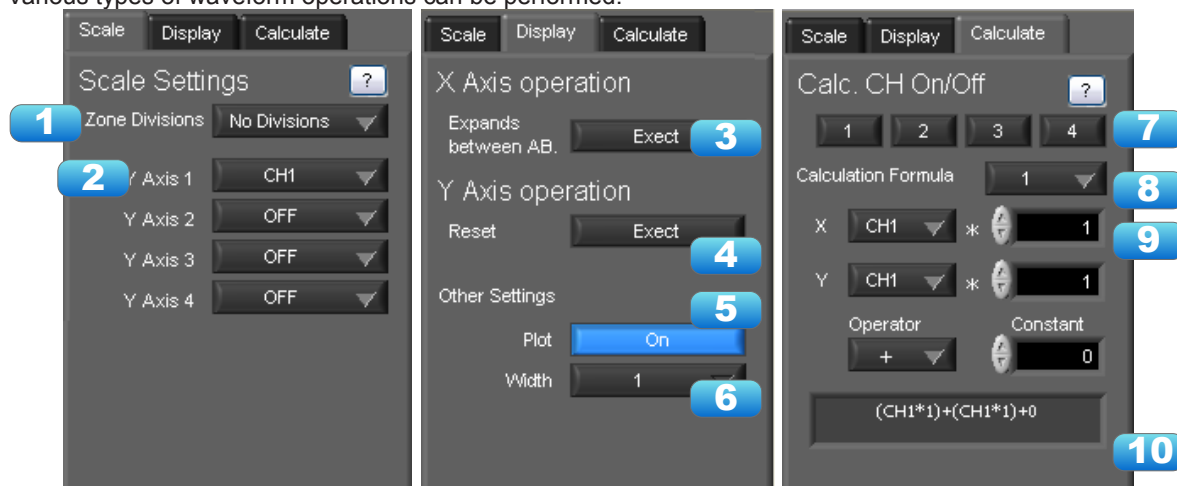 various types of waveform operations can be performed.
Scale Display Calculate
Scale Settings ?
1 Zone Divisions No Divisions
2 Y Axis 1 CH1
Y Axis 2 OFF
Y Axis 3 OFF
Y Axis 4 OFF
Scale Display Calculate
X Axis operation
Expands
between AB. Exect 3
Y Axis operation
Reset Exect
4
Other Settings
5
Plot On
Width 1
6
Scale Display Calculate
Calc. CH On/Off ?
1 2 3 4 7
Calculation Formula 1 8
X CH1 * 1 9
Y CH1 * 1
Operator Constant
+ 0
(CH1*1)+(CH1*1)+0
10